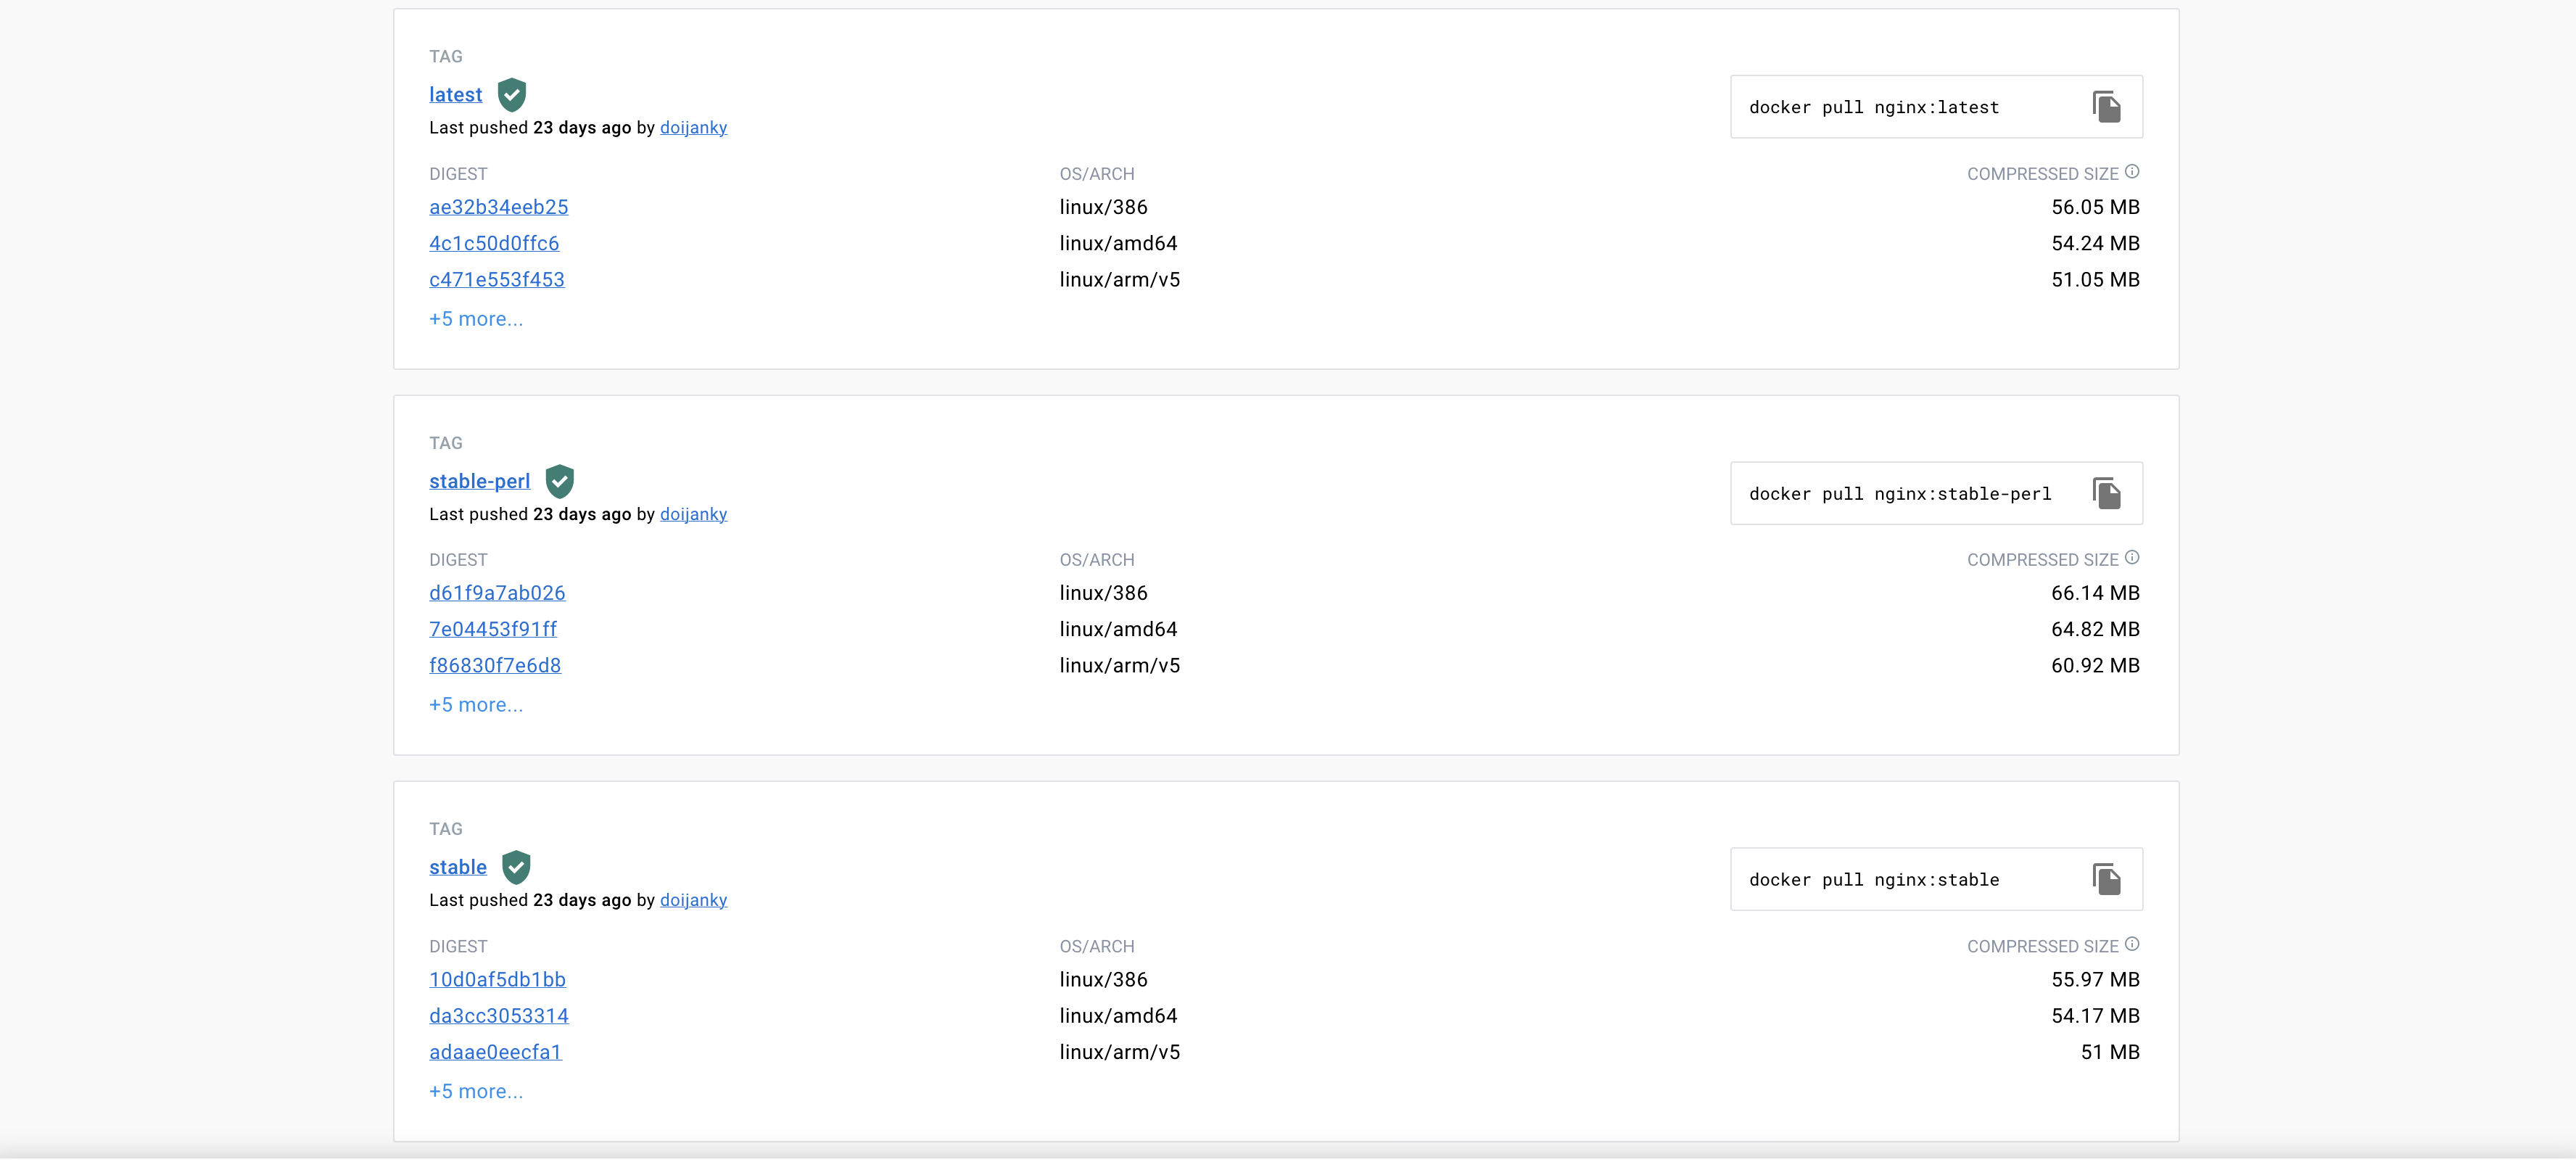 TAG
latest
docker pull nginx:latest
Last pushed 23 days ago by doijanky
DIGEST OS/ARCH COMPRESSED SIZE
ae32b34eeb25 linux/386 56.05 MB
4c1c50d0ffc6 linux/amd64 54.24 MB
c471e553f453 linux/arm/v5 51.05 MB
+5 more...
TAG
stable-perl
docker pull nginx:stable-perl
Last pushed 23 days ago by doijanky
DIGEST OS/ARCH COMPRESSED SIZE
d61f9a7ab026 linux/386 66.14 MB
7e04453f91ff linux/amd64 64.82 MB
f86830f7e6d8 linux/arm/v5 60.92 MB
+5 more...
TAG
stable
docker pull nginx:stable
Last pushed 23 days ago by doijanky
DIGEST OS/ARCH COMPRESSED SIZE
10d0af5db1bb linux/386 55.97 MB
da3cc3053314 linux/amd64 54.17 MB
adaae0eecfa1 linux/arm/v5 51 MB
+5 more...